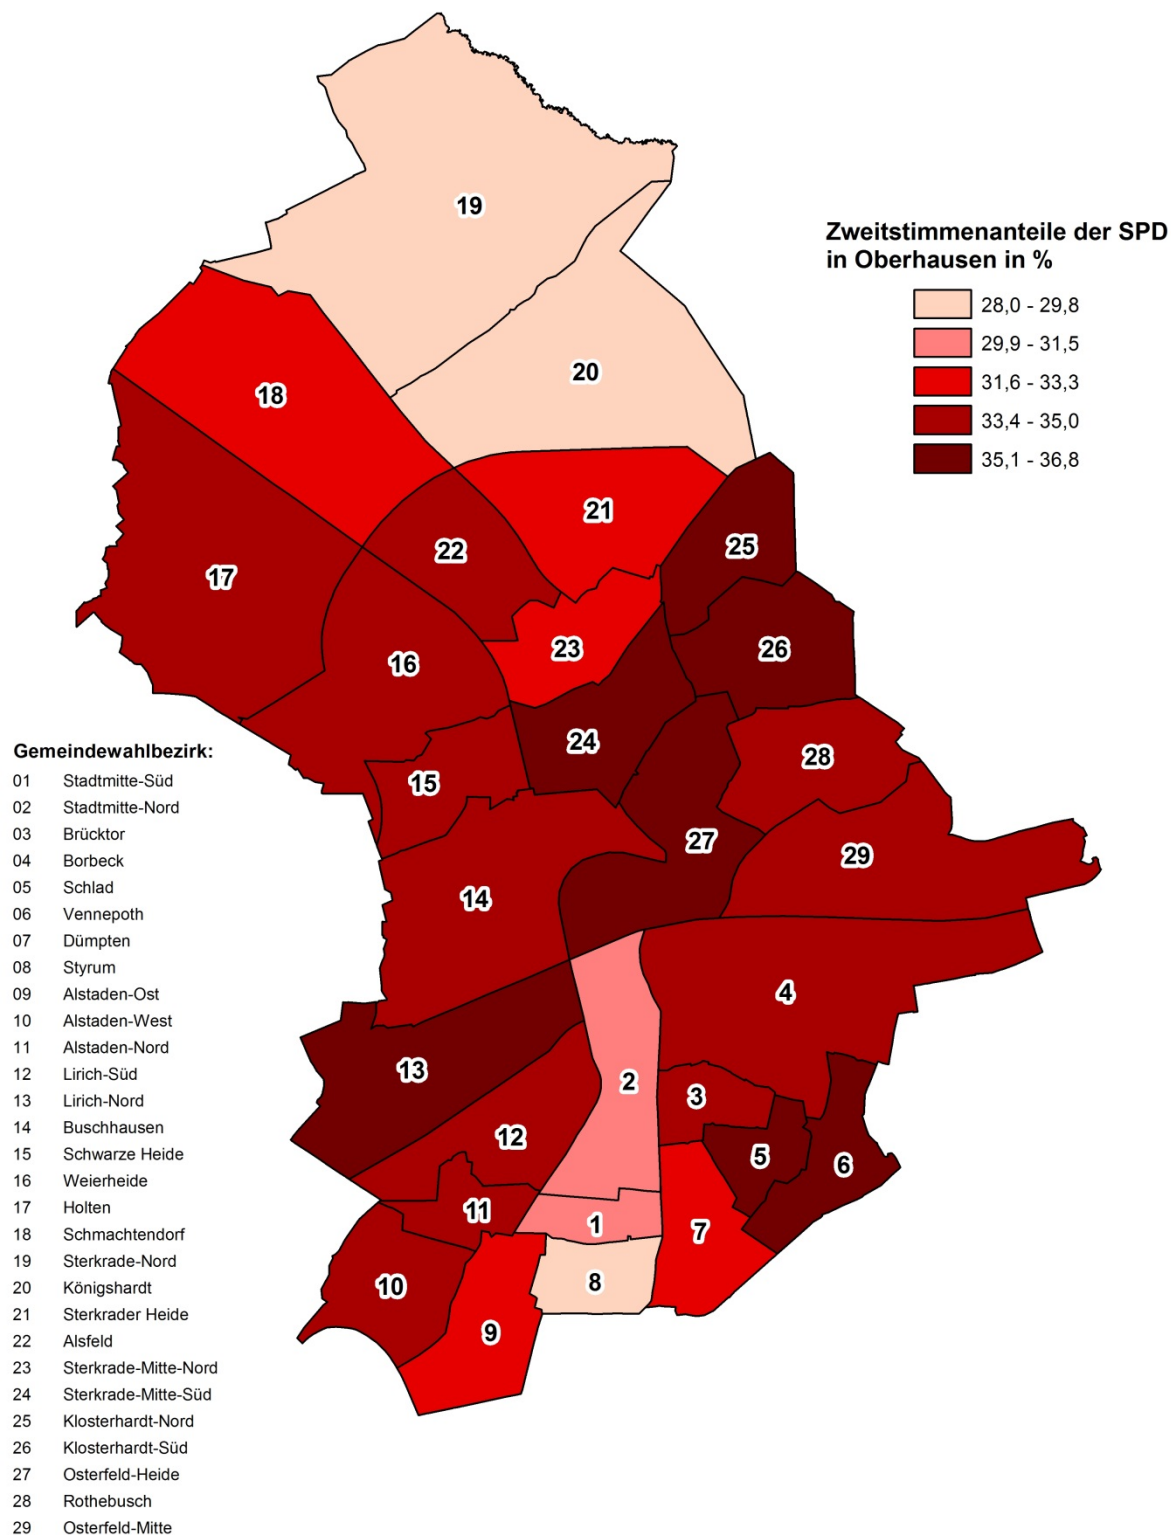 19
Zweitstimmenanteile der SPD
in Oberhausen in %
28,0 - 29,8
29,9 - 31,5
31,6 - 33,3
33,4 - 35,0
35,1 - 36,8
20
18
21
22
25
17
23
26
16
24
28
15
27
29
14
4
13
2
3
12
5
6
11
1
7
10
8
9
Gemeindewahlbezirk:
01 Stadtmitte-Süd
02 Stadtmitte-Nord
03 Brücktor
04 Borbeck
05 Schlad
06 Vennepoth
07 Dümpten
08 Styrum
09 Alstaden-Ost
10 Alstaden-West
11 Alstaden-Nord
12 Lirich-Süd
13 Lirich-Nord
14 Buschhausen
15 Schwarze Heide
16 Weierheide
17 Holten
18 Schmachtendorf
19 Sterkrade-Nord
20 Königshardt
21 Sterkrader Heide
22 Alsfeld
23 Sterkrade-Mitte-Nord
24 Sterkrade-Mitte-Süd
25 Klosterhardt-Nord
26 Klosterhardt-Süd
27 Osterfeld-Heide
28 Rothebusch
29 Osterfeld-Mitte